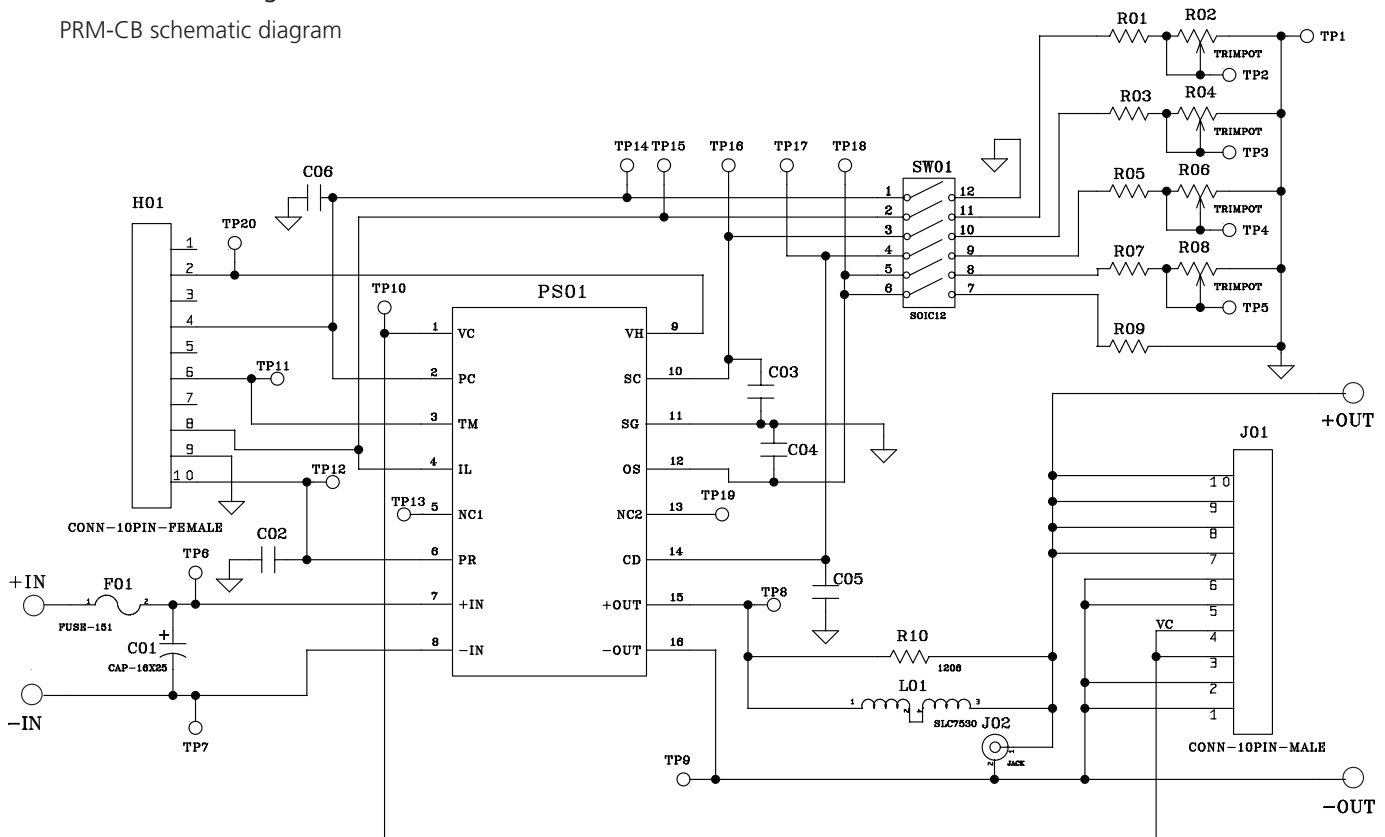 PRM-CB schematic diagram
R01
R02
TP1
TRIMPOT
TP2
R03
R04
TRIMPOT
TP3
TP14
TP15
TP16
TP17
TP18
SW01
R05
R06
TRIMPOT
TP4
C06
1
12
H01
2
11
TP20
3
10
4
9
R07
R08
5
8
6
7
TRIMPOT
TP5
SOIC12
R09
1
2
3
4
5
6
7
8
9
10
CONN-10PIN-FEMALE
TP10
PS01
1
VC
VH
9
2
PC
SC
10
C03
TP11
3
TM
SG
11
C04
4
IL
OS
12
TP12
TP13
5
NC1
NC2
13
TP19
C02
6
PR
CD
14
C05
TP6
+IN
F01
1
2
FUSE-151
7
+IN
+OUT
15
TP8
C01
+
CAP-16X25
8
-IN
-OUT
16
-IN
TP7
R10
1206
L01
1
2
4
3
SLC7530
J02
1
2
JACK
TP9
+OUT
J01
10
9
8
7
6
5
VC
4
3
2
1
CONN-10PIN-MALE
-OUT